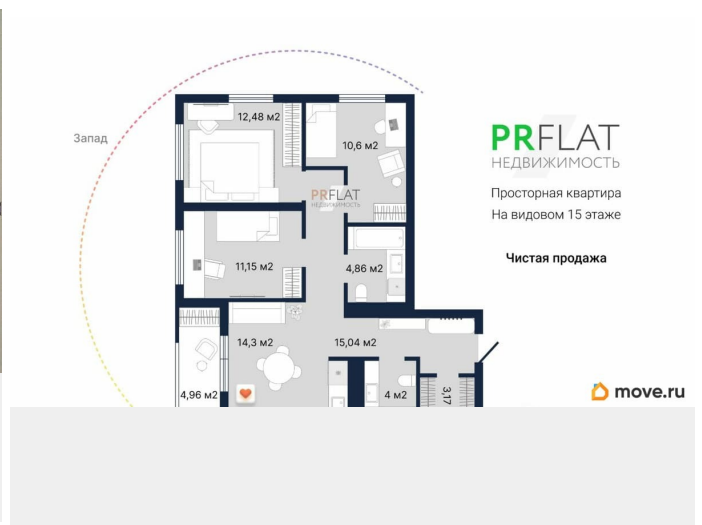 Запад
12,48 м2
10,6 м2
PRFLAT
НЕДВИЖИМОСТЬ
11,15 м2
4,86 м2
14,3 м2
15,04 м2
4,96 м2
4 м2
3,17
PRFLAT
НЕДВИЖИМОСТЬ
Просторная квартира
На видовом 15 этаже
Чистая продажа
move.ru